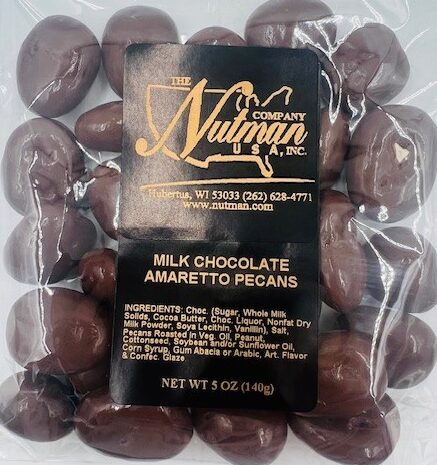 THE
Nutman
COMPANY
USA, INC.
Hubertus, WI 53033 (262) 628-4771
www.nutman.com
MILK CHOCOLATE
AMARETTO PECANS
INGREDIENTS: Choc. (Sugar, Whole Milk
Solids, Cocoa Butter, Choc. Liquor, Nonfat Dry
Milk Powder, Soya Lecithin, Vanillin), Salt,
Pecans Roasted in Veg. Oil, Peanut,
Cottonseed, Soybean and/or Sunflower Oil,
Corn Syrup, Gum Abacia or Arabic, Art. Flavor
& Confec. Glaze
NET WT 5 OZ (140g)